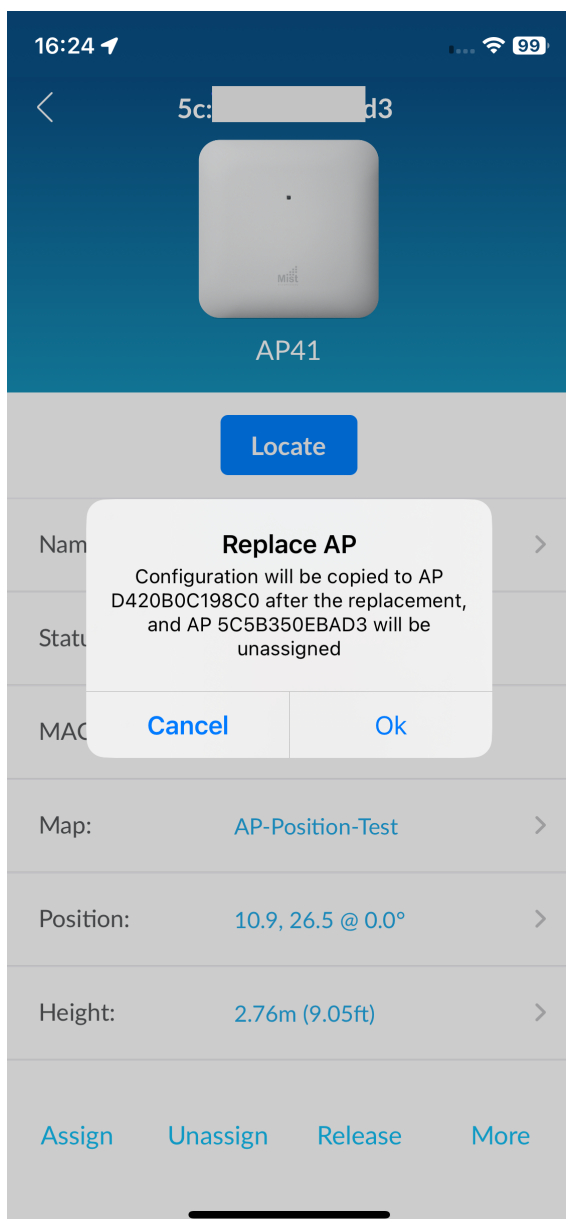 16:24
99
5c: d3
Mist
AP41
Locate
Nam
Replace AP
Configuration will be copied to AP
D420B0C198C0 after the replacement,
and AP 5C5B350EBAD3 will be
unassigned
Statu
MAC
Cancel Ok
Map: AP-Position-Test
Position: 10.9, 26.5 @ 0.0°
Height: 2.76m (9.05ft)
Assign Unassign Release More